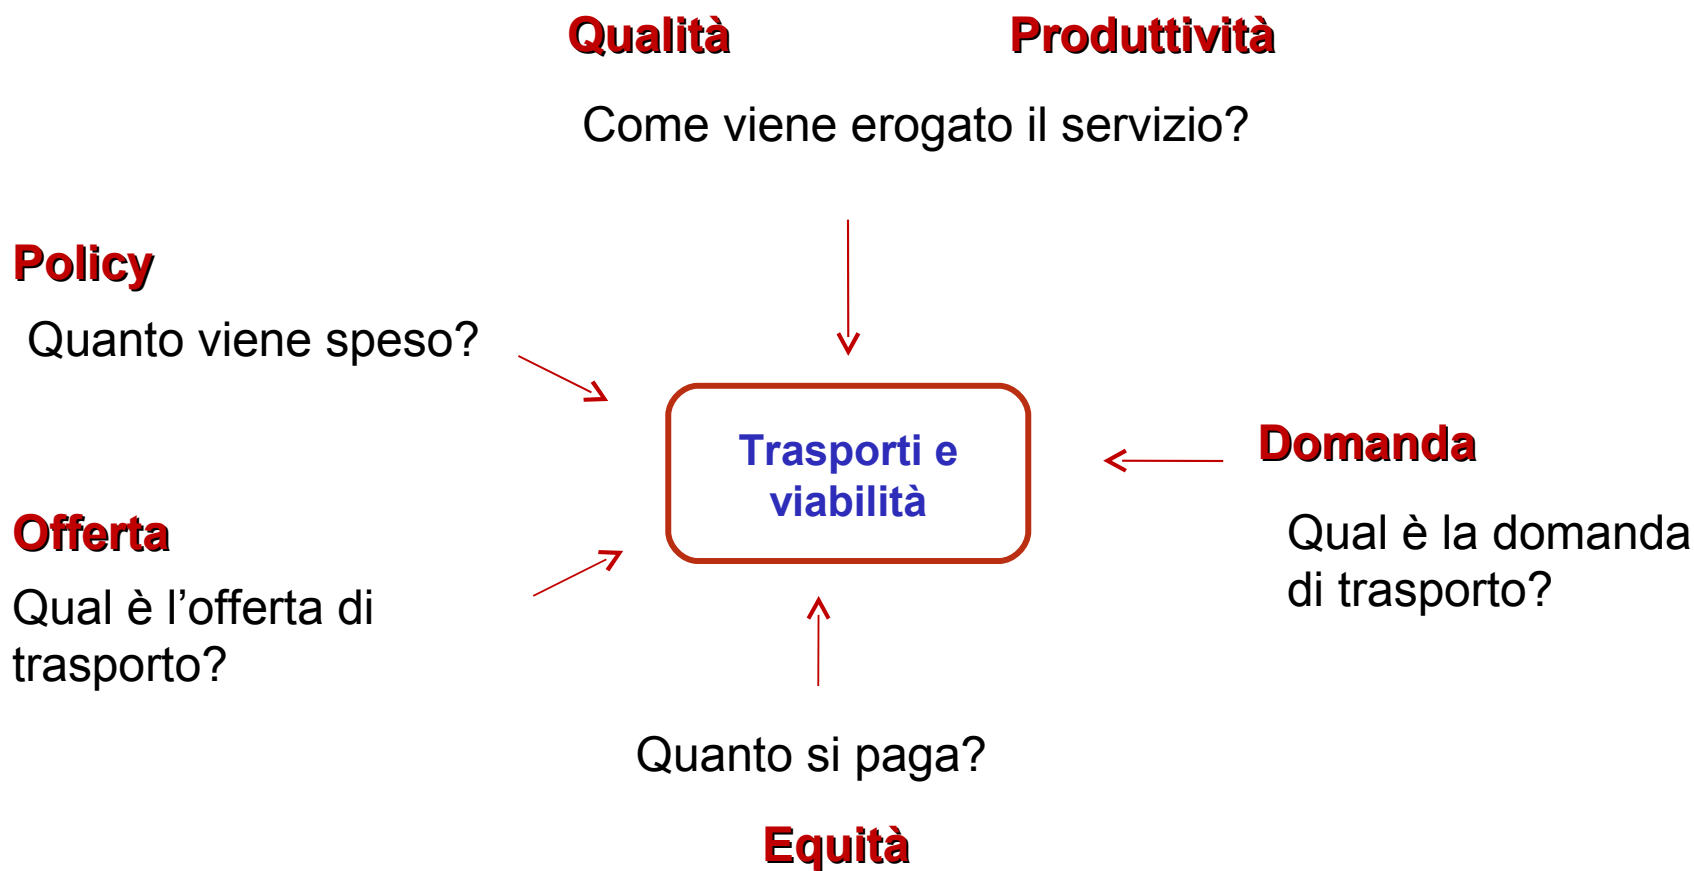 Qualità
Produttività
Come viene erogato il servizio?
Policy
Quanto viene speso?
Trasporti e
viabilità
Domanda
Qual è la domanda
di trasporto?
Offerta
Qual è l’offerta di
trasporto?
Quanto si paga?
Equità